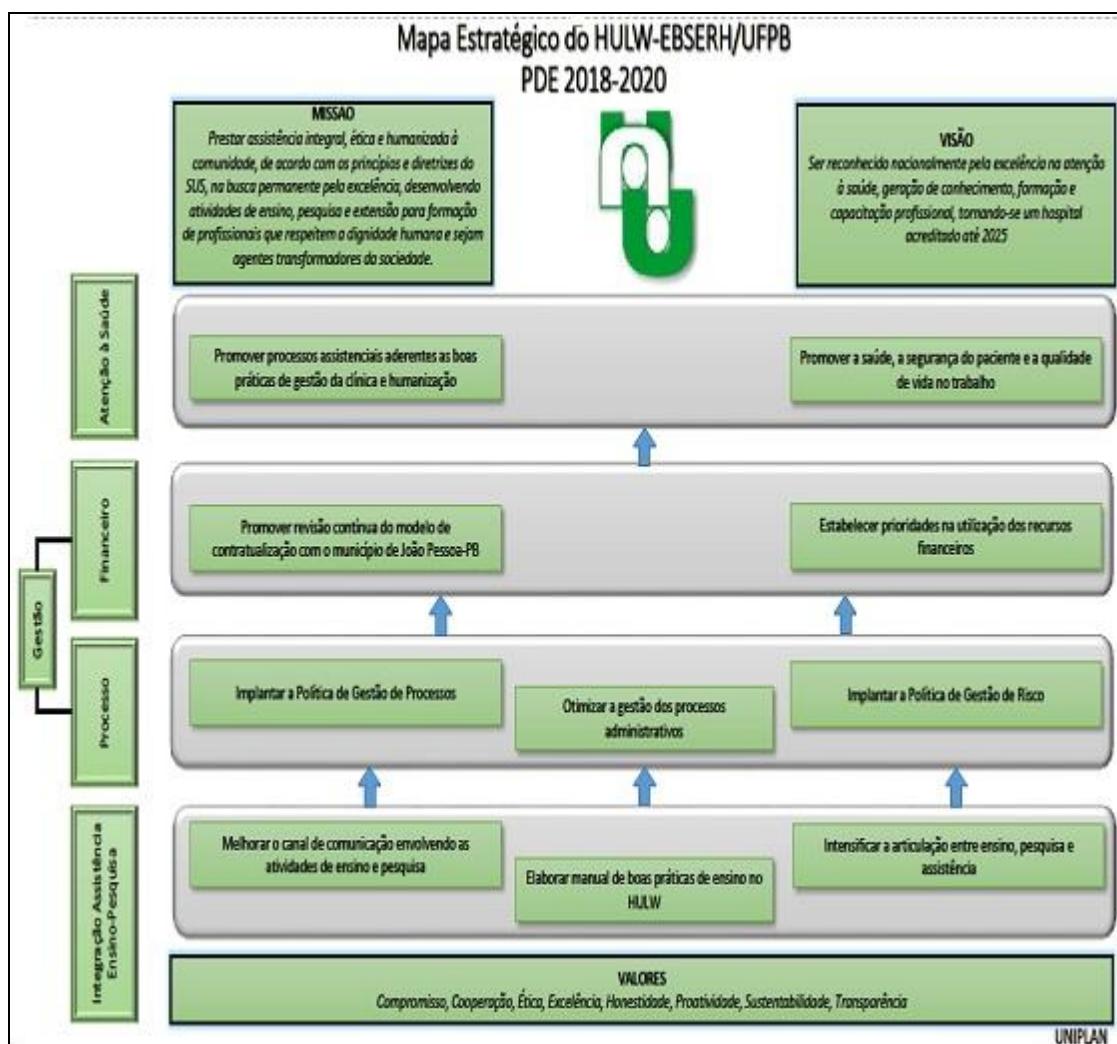 Mapa Estratégico do HULW-EBSERH/UFPB
PDE 2018-2020
MISSAO
Prestar assistência integral, ética e humanizada à
comunidade, de acordo com os princípios e diretrizes do
SUS, na busca permanente pela excelência, desenvolvendo
atividades de ensino, pesquisa e extensão para formação
de profissionais que respeitem a dignidade humana e sejam
agentes transformadores da sociedade.
VISÃO
Ser reconhecido nacionalmente pela excelência na atenção
à saúde, geração de conhecimento, formação e
capacitação profissional, tornando-se um hospital
acreditado até 2025
Atenção à Saúde
Promover processos assistenciais aderentes as boas
práticas de gestão da clínica e humanização
Promover a saúde, a segurança do paciente e a qualidade
de vida no trabalho
Gestão
Financeiro
Promover revisão contínua do modelo de
contratualização com o município de João Pessoa-PB
Estabelecer prioridades na utilização dos recursos
financeiros
Processo
Implantar a Política de Gestão de Processos
Otimizar a gestão dos processos
administrativos
Implantar a Política de Gestão de Risco
Integração Assistência
Ensino-Pesquisa
Melhorar o canal de comunicação envolvendo as
atividades de ensino e pesquisa
Elaborar manual de boas práticas de ensino no
HULW
Intensificar a articulação entre ensino, pesquisa e
assistência
VALORES
Compromisso, Cooperação, Ética, Excelência, Honestidade, Proatividade, Sustentabilidade, Transparência
UNIPLAN